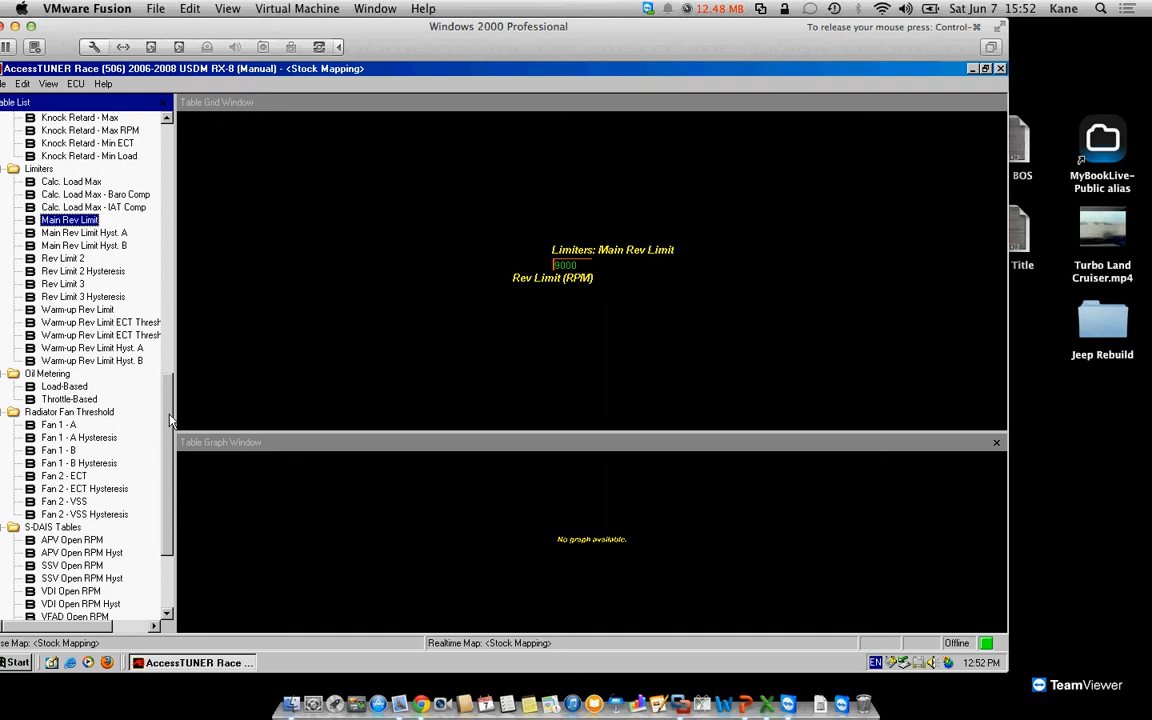 VMware Fusion File Edit View Virtual Machine Window Help 12.48 MB Sat Jun 7 15:52 Kane
Windows 2000 Professional
To release your mouse press: Control-⌘
AccessTUNER Race (506) 2006-2008 USDM RX-8 (Manual) - <Stock Mapping>
le Edit View ECU Help
able List
Table Grid Window
Knock Retard - Max
Knock Retard - Max RPM
Knock Retard - Min ECT
Knock Retard - Min Load
Limiters
Calc. Load Max
Calc. Load Max - Baro Comp
Calc. Load Max - IAT Comp
Main Rev Limit
Main Rev Limit Hyst. A
Main Rev Limit Hyst. B
Rev Limit 2
Rev Limit 2 Hysteresis
Rev Limit 3
Rev Limit 3 Hysteresis
Warm-up Rev Limit
Warm-up Rev Limit ECT Thresh
Warm-up Rev Limit ECT Thresh
Warm-up Rev Limit Hyst. A
Warm-up Rev Limit Hyst. B
Oil Metering
Load-Based
Throttle-Based
Radiator Fan Threshold
Fan 1 - A
Fan 1 - A Hysteresis
Fan 1 - B
Fan 1 - B Hysteresis
Fan 2 - ECT
Fan 2 - ECT Hysteresis
Fan 2 - VSS
Fan 2 - VSS Hysteresis
S-DAIS Tables
APV Open RPM
APV Open RPM Hyst
SSV Open RPM
SSV Open RPM Hyst
VDI Open RPM
VDI Open RPM Hyst
VFAD Open RPM
Limiters: Main Rev Limit
9000
Rev Limit (RPM)
Table Graph Window
No graph available.
se Map: <Stock Mapping>
Realtime Map: <Stock Mapping>
Offline
Start
AccessTUNER Race ...
EN
12:52 PM
BOS
MyBookLive-
Public alias
Title
Turbo Land
Cruiser.mp4
Jeep Rebuild
TeamViewer